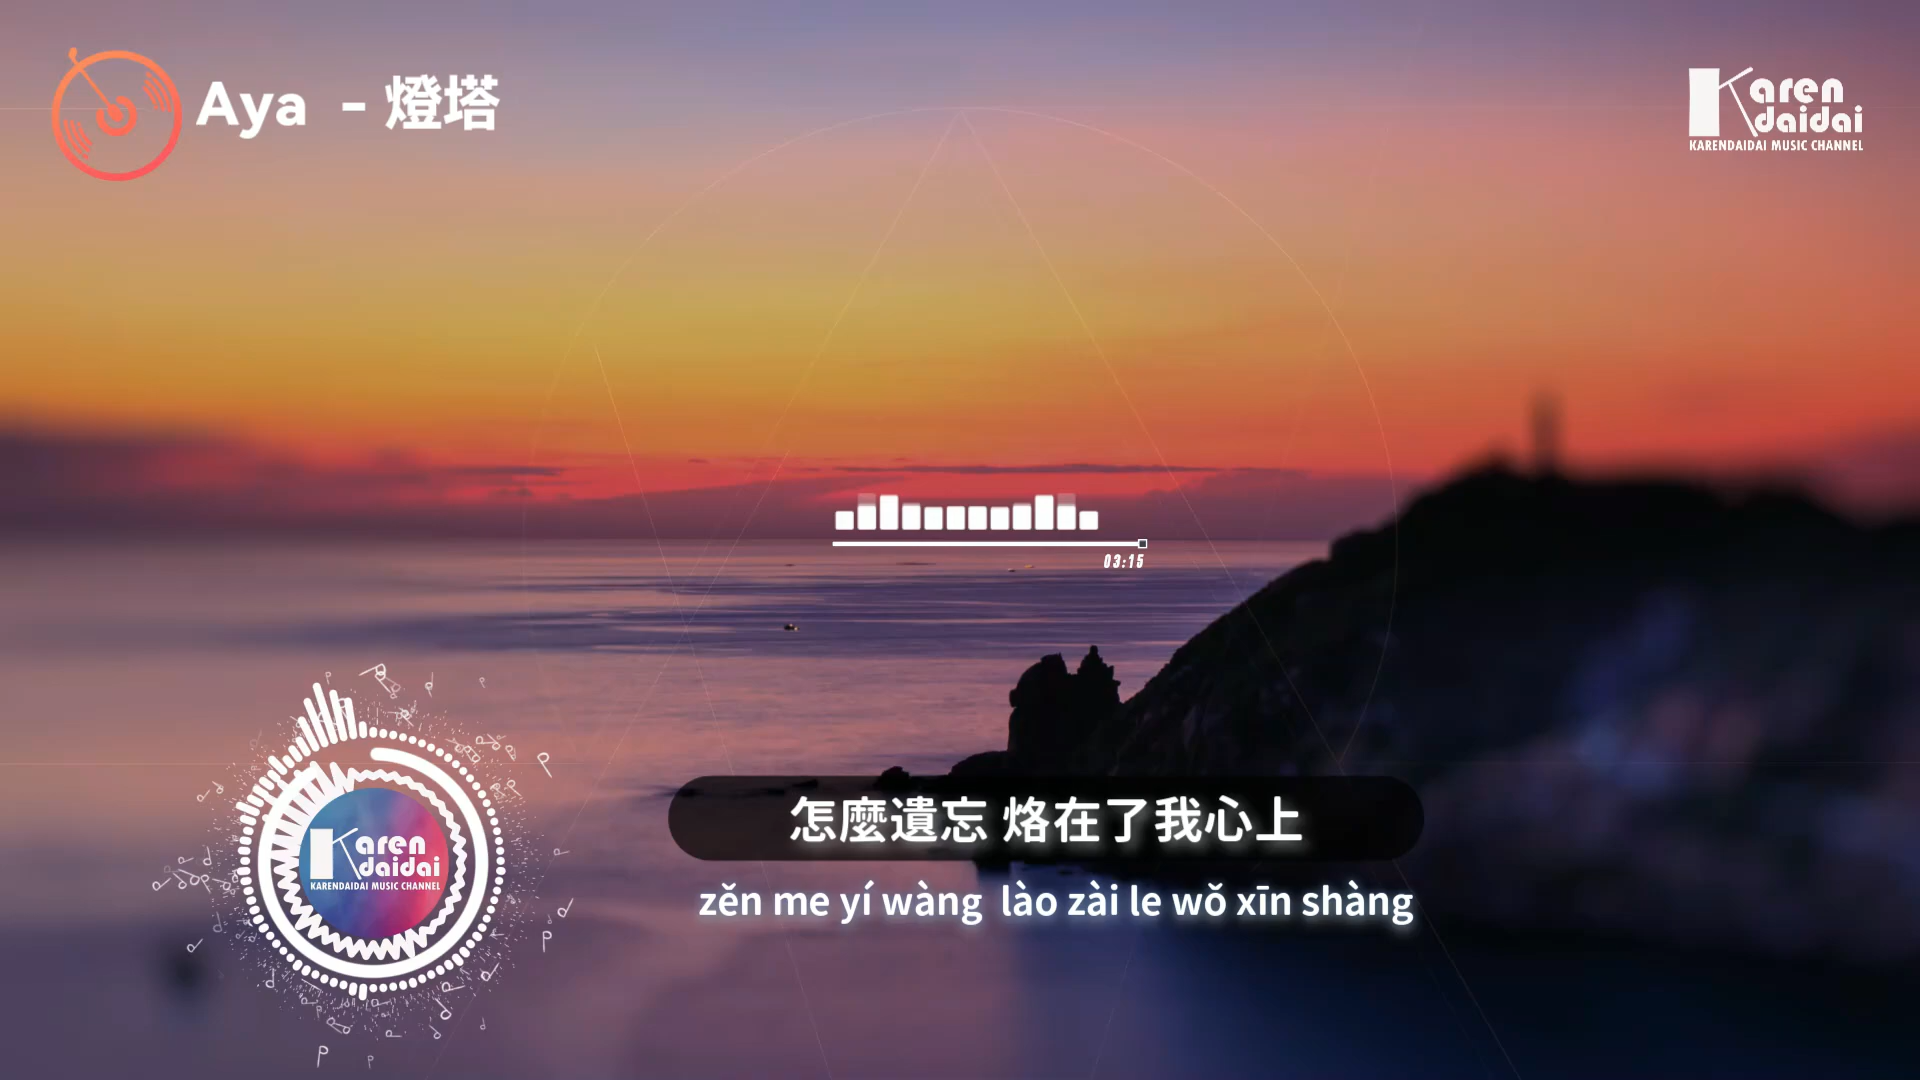 Aya - 燈塔
Karen
daidai
KARENDAIDAI MUSIC CHANNEL
03:15
Karen
daidai
KARENDAIDAI MUSIC CHANNEL
怎麼遺忘 烙在了我心上
zěn me yí wàng lào zài le wǒ xīn shàng